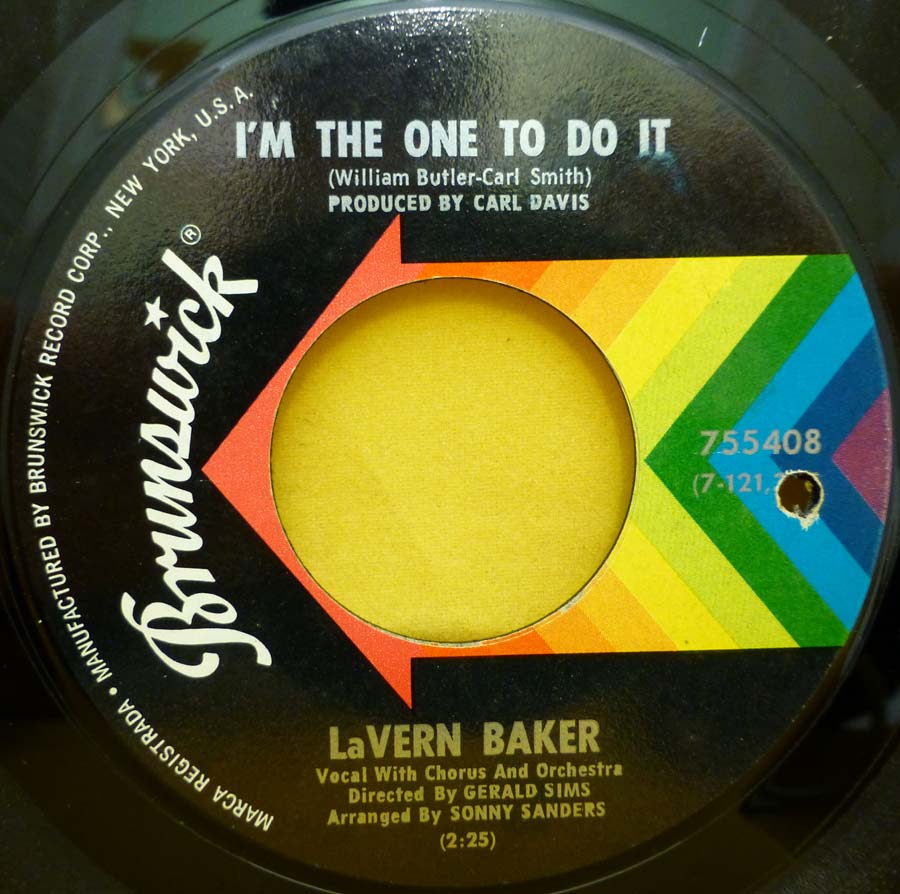 I'M THE ONE TO DO IT
(William Butler-Carl Smith)
PRODUCED BY CARL DAVIS
Brunswick®
MARCA REGISTRADA • MANUFACTURED BY BRUNSWICK RECORD CORP., NEW YORK, U.S.A.
755408
LaVERN BAKER
Vocal With Chorus And Orchestra
Directed By GERALD SIMS
Arranged By SONNY SANDERS
(2:25)